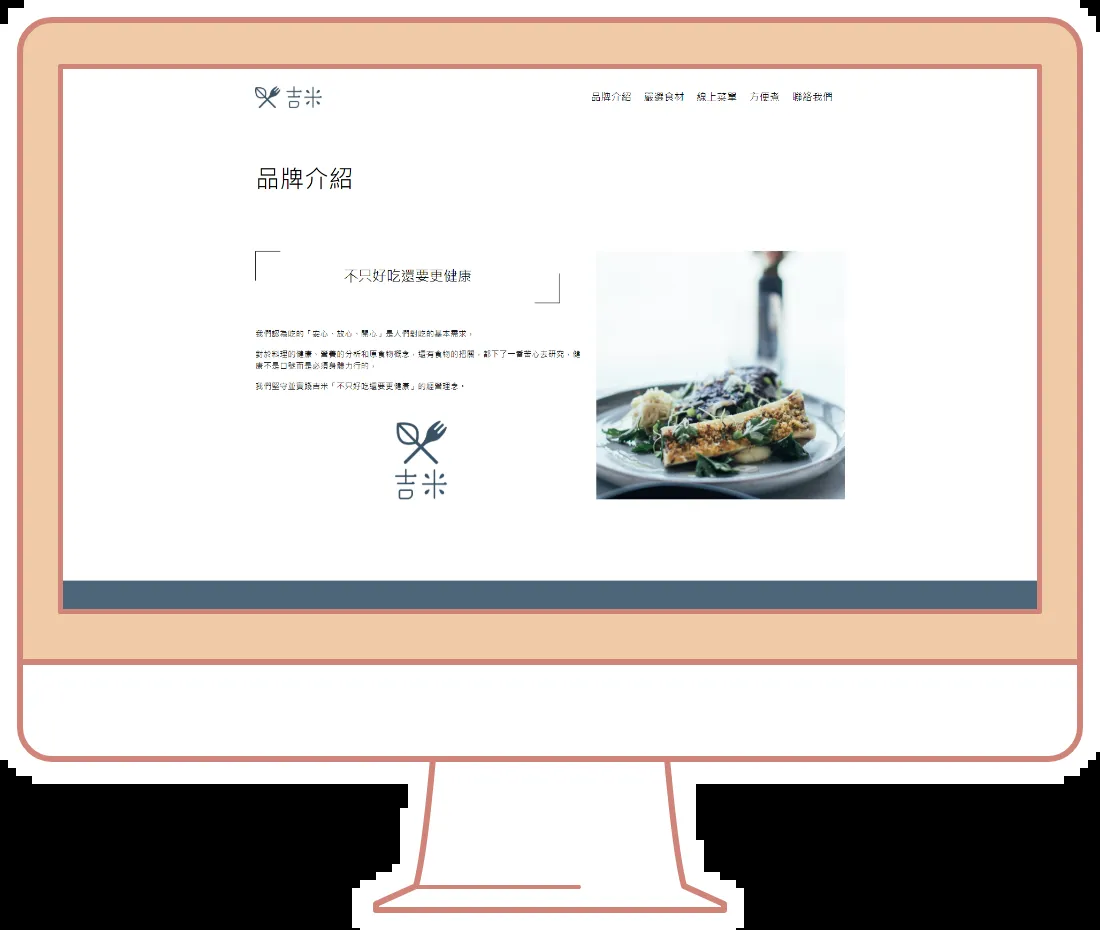 吉米
品牌介紹 嚴選食材 線上菜單 方便煮 聯絡我們
品牌介紹
不只好吃還要更健康
我們認為吃的「安心、放心、開心」是人們對吃的基本需求，
對於料理的健康、營養的分析和原食物概念，還有食物的把關，都下了一番苦心去研究，健
康不是口號而是必須身體力行的，
我們堅守並實踐吉米「不只好吃還要更健康」的經營理念。
吉米